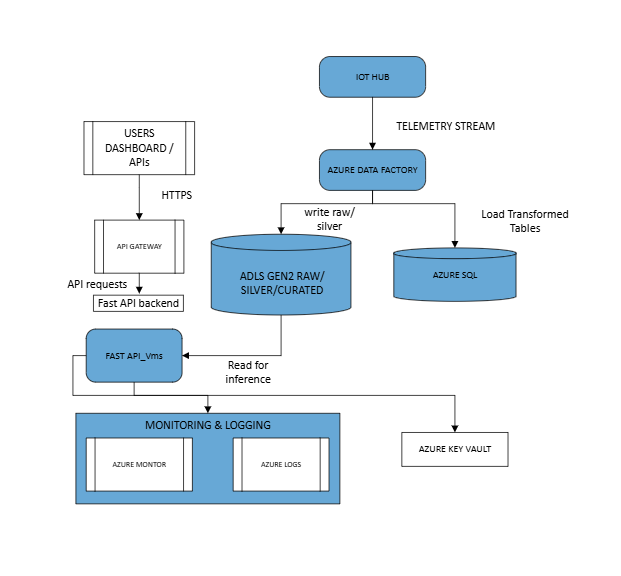 IOT HUB
TELEMETRY STREAM
USERS
DASHBOARD /
APIs
AZURE DATA FACTORY
HTTPS
write raw/
silver
Load Transformed
Tables
API GATEWAY
ADLS GEN2 RAW/
SILVER/CURATED
AZURE SQL
API requests
Fast API backend
FAST API_Vms
Read for
inference
MONITORING & LOGGING
AZURE MONTOR
AZURE LOGS
AZURE KEY VAULT